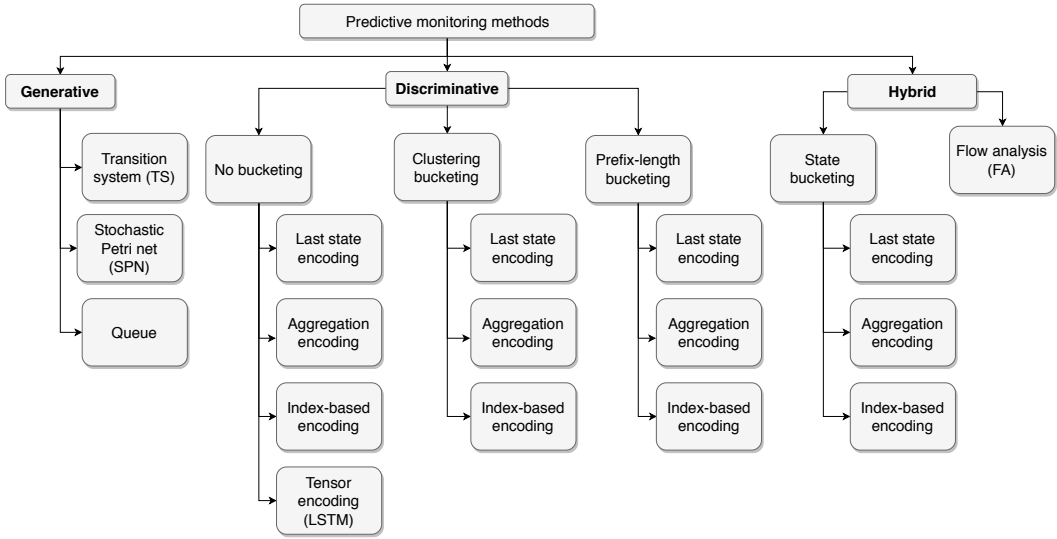 Predictive monitoring methods
Generative
Discriminative
Hybrid
Transition
system (TS)
Stochastic
Petri net
(SPN)
Queue
No bucketing
Last state
encoding
Aggregation
encoding
Index-based
encoding
Tensor
encoding
(LSTM)
Clustering
bucketing
Last state
encoding
Aggregation
encoding
Index-based
encoding
Prefix-length
bucketing
Last state
encoding
Aggregation
encoding
Index-based
encoding
State
bucketing
Last state
encoding
Aggregation
encoding
Index-based
encoding
Flow analysis
(FA)